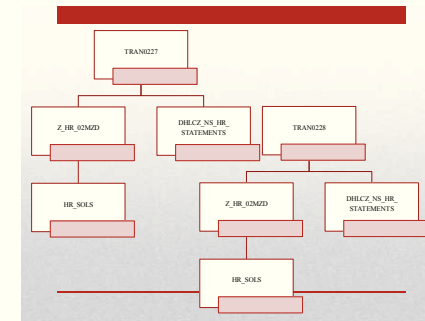 TRAN0227
Z_HR_02MZD
DHLCZ_NS_HR_
STATEMENTS
TRAN0228
HR_SOLS
Z_HR_02MZD
DHLCZ_NS_HR_
STATEMENTS
HR_SOLS